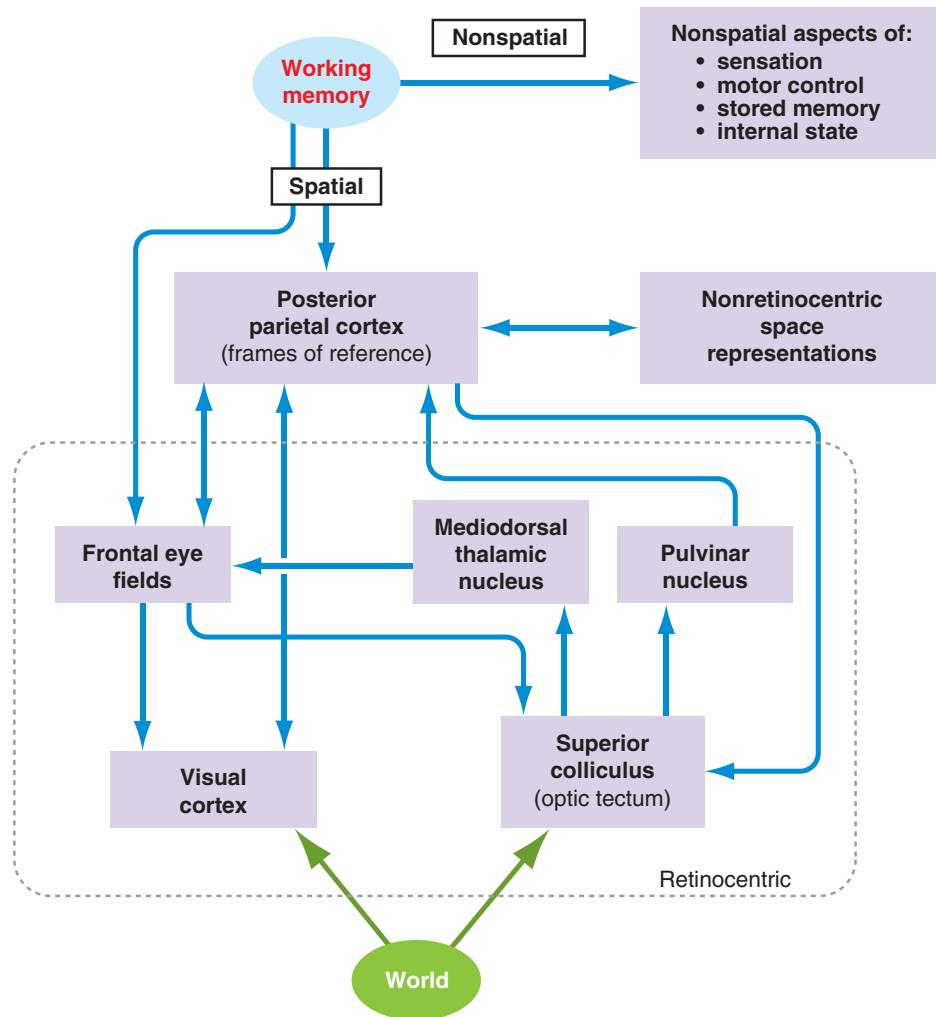 Nonspatial
Working
memory
Nonspatial aspects of:
• sensation
• motor control
• stored memory
• internal state
Spatial
Posterior
parietal cortex
(frames of reference)
Nonretinocentric
space
representations
Frontal eye
fields
Mediodorsal
thalamic
nucleus
Pulvinar
nucleus
Visual
cortex
Superior
colliculus
(optic tectum)
Retinocentric
World